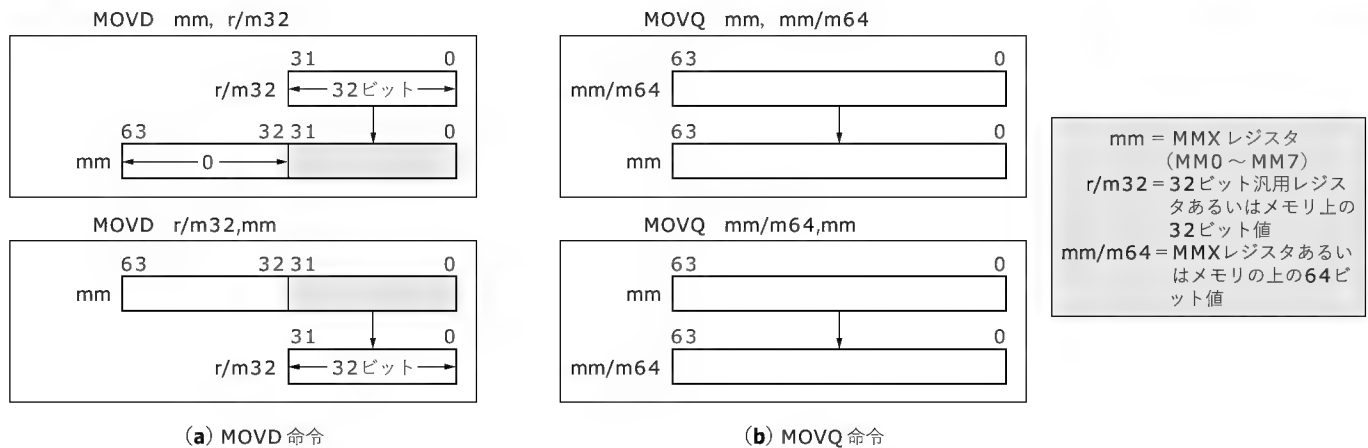 MOVD mm, r/m32
31 0
r/m32 32ビット
63 32 31 0
mm 0
MOVD r/m32,mm
63 32 31 0
mm
31 0
r/m32 32ビット
(a) MOVD 命令
MOVQ mm, mm/m64
63 0
mm/m64
63 0
mm
MOVQ mm/m64,mm
63 0
mm
63 0
mm/m64
(b) MOVQ 命令
mm = MMX レジスタ
(MM0 ～ MM7)
r/m32 = 32ビット汎用レジス
タあるいはメモリ上の
32ビット値
mm/m64 = MMXレジスタあるい
はメモリの上の64ビ
ット値